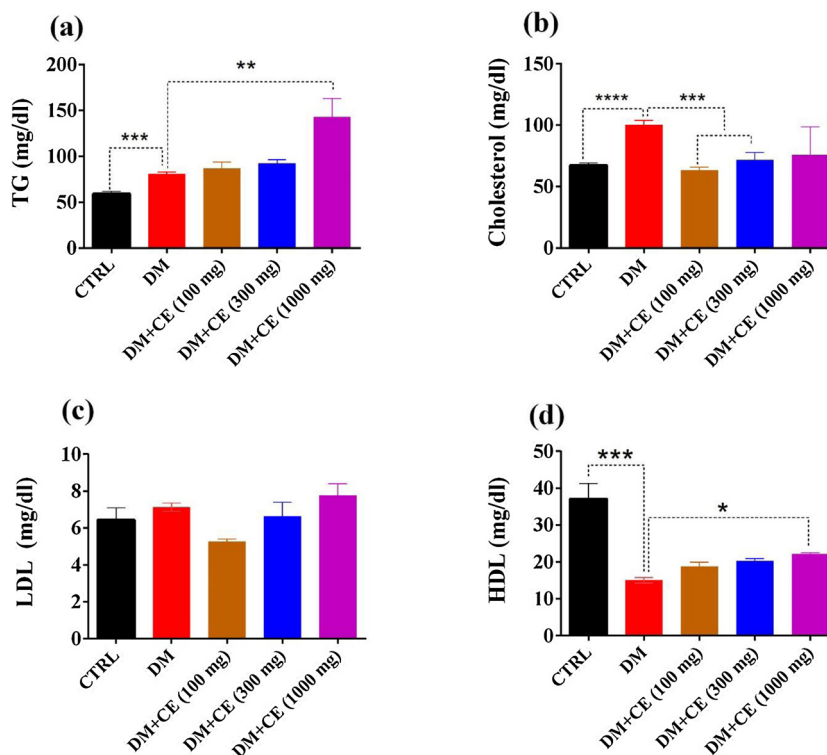 (a)
TG (mg/dl)
200
150
100
50
0
***
**
CTRL
DM
DM+CE (100 mg)
DM+CE (300 mg)
DM+CE (1000 mg)
(b)
Cholesterol (mg/dl)
150
100
50
0
****
***
CTRL
DM
DM+CE (100 mg)
DM+CE (300 mg)
DM+CE (1000 mg)
(c)
LDL (mg/dl)
8
6
4
2
0
CTRL
DM
DM+CE (100 mg)
DM+CE (300 mg)
DM+CE (1000 mg)
(d)
HDL (mg/dl)
50
40
30
20
10
0
***
*
CTRL
DM
DM+CE (100 mg)
DM+CE (300 mg)
DM+CE (1000 mg)